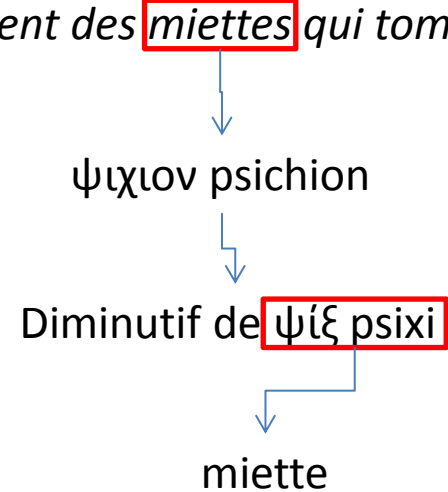 ent des miettes qui tom
ψιχιον psichion
Diminutif de ψίξ psixi
miette